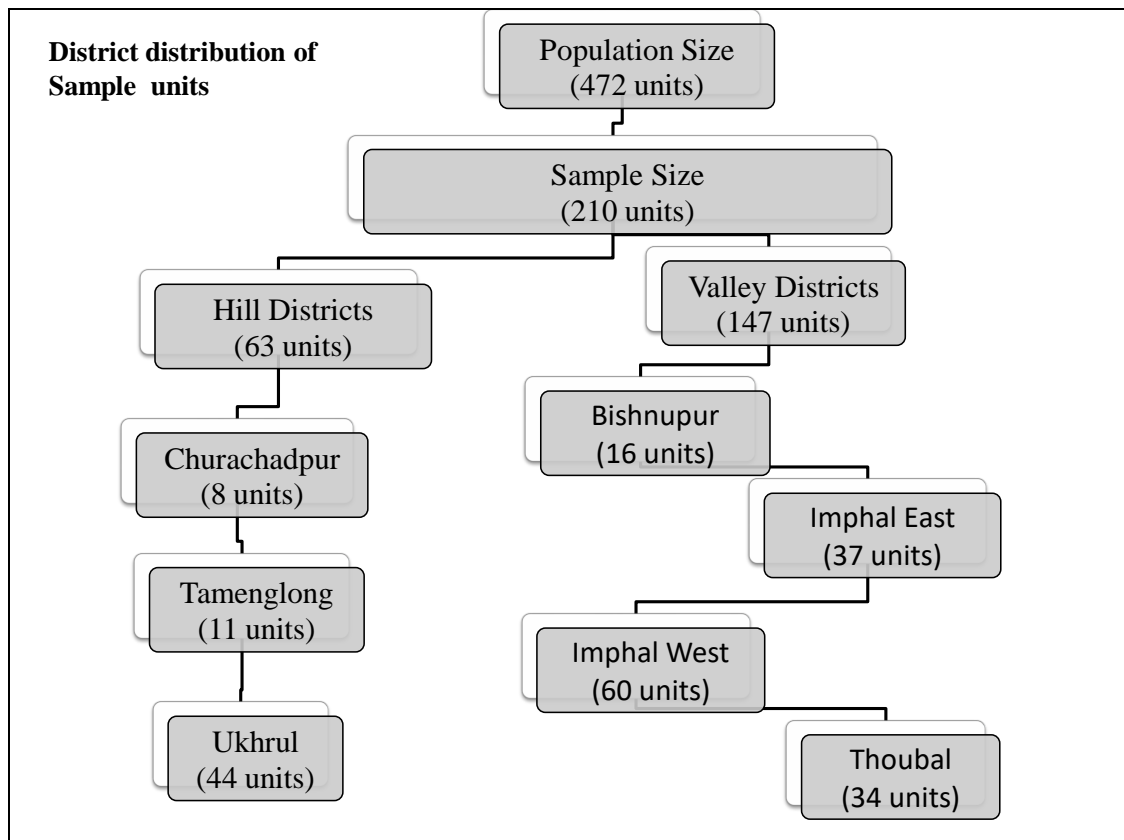 District distribution of
Sample units
Population Size
(472 units)
Sample Size
(210 units)
Hill Districts
(63 units)
Valley Districts
(147 units)
Churachadpur
(8 units)
Tamenglong
(11 units)
Ukhrul
(44 units)
Bishnupur
(16 units)
Imphal East
(37 units)
Imphal West
(60 units)
Thoubal
(34 units)